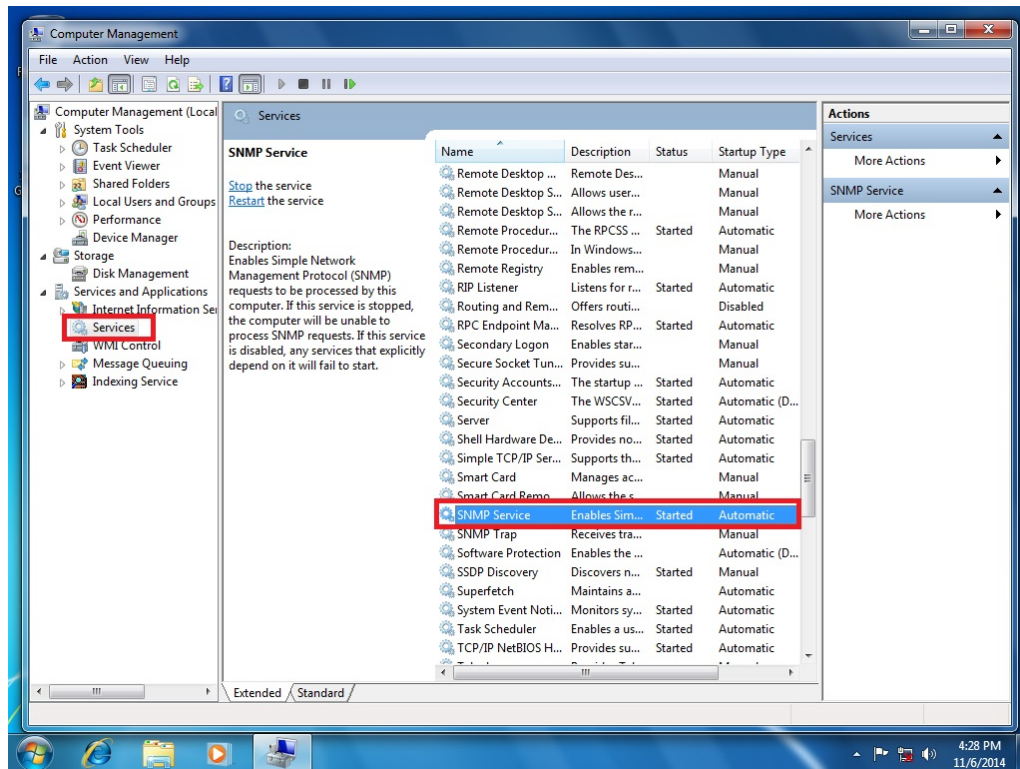 Computer Management
File Action View Help
Computer Management (Local
System Tools
Task Scheduler
Event Viewer
Shared Folders
Local Users and Groups
Performance
Device Manager
Storage
Disk Management
Services and Applications
Internet Information Ser
Services
WMI Control
Message Queuing
Indexing Service
Services
SNMP Service
Stop the service
Restart the service
Description:
Enables Simple Network
Management Protocol (SNMP)
requests to be processed by this
computer. If this service is stopped,
the computer will be unable to
process SNMP requests. If this service
is disabled, any services that explicitly
depend on it will fail to start.
Name Description Status Startup Type
Remote Desktop ... Remote Des... Manual
Remote Desktop S... Allows user... Manual
Remote Desktop S... Allows the r... Manual
Remote Procedur... The RPCSS ... Started Automatic
Remote Procedur... In Windows... Manual
Remote Registry Enables rem... Manual
RIP Listener Listens for r... Started Automatic
Routing and Rem... Offers routi... Disabled
RPC Endpoint Ma... Resolves RP... Started Automatic
Secondary Logon Enables star... Manual
Secure Socket Tun... Provides su... Manual
Security Accounts... The startup ... Started Automatic
Security Center The WSCSV... Started Automatic (D...
Server Supports fil... Started Automatic
Shell Hardware De... Provides no... Started Automatic
Simple TCP/IP Ser... Supports th... Started Automatic
Smart Card Manages ac... Manual
Smart Card Remo Allows the s Manual
SNMP Service Enables Sim... Started Automatic
SNMP Trap Receives tra... Manual
Software Protection Enables the ... Automatic (D...
SSDP Discovery Discovers n... Started Manual
Superfetch Maintains a... Automatic
System Event Noti... Monitors sy... Started Automatic
Task Scheduler Enables a us... Started Automatic
TCP/IP NetBIOS H... Provides su... Started Automatic
Extended Standard
Actions
Services
More Actions
SNMP Service
More Actions
4:28 PM
11/6/2014